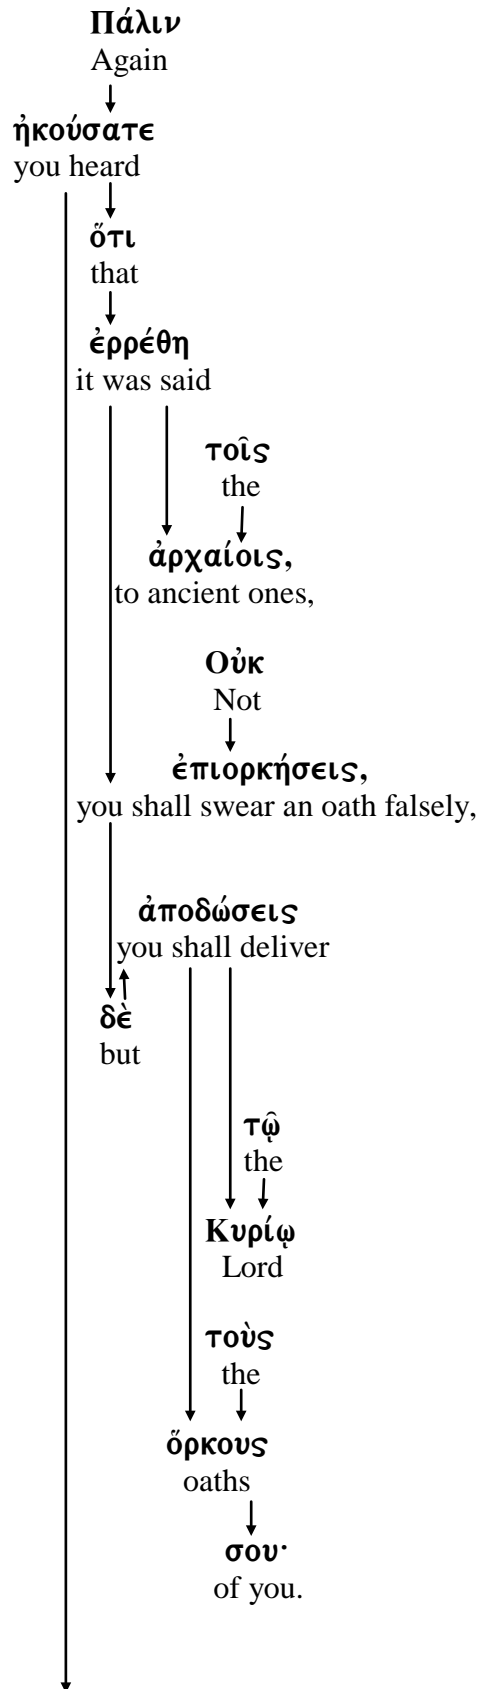 Πάλιν
Again
ἠκούσατε
you heard
ὅτι
that
ἐρρέθη
it was said
τοῖς
the
ἀρχαίοις,
to ancient ones,
Οὐκ
Not
ἐπιορκήσεις,
you shall swear an oath falsely,
ἀποδώσεις
you shall deliver
δὲ
but
τῷ
the
Κυρίῳ
Lord
τοὺς
the
ὅρκους
oaths
σου·
of you.